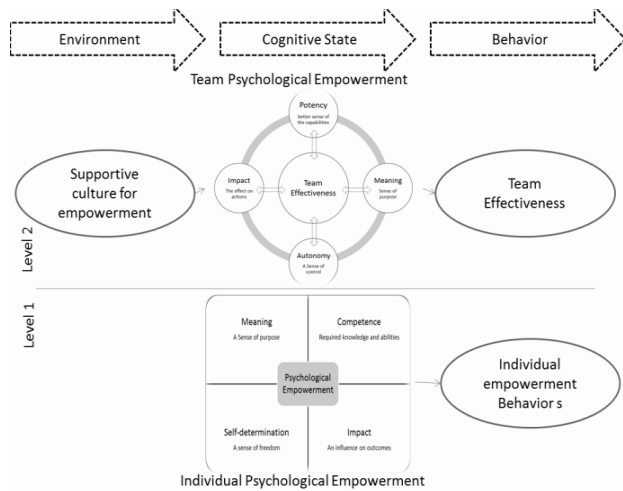 Environment
Cognitive State
Behavior
Team Psychological Empowerment
Potency
better sense of
the capabilities
Supportive
culture for
empowerment
Impact
The effect on
actions
Team
Effectiveness
Meaning
Sense of
purpose
Team
Effectiveness
Autonomy
A Sense of
control
Level 2
Level 1
Meaning
A Sense of purpose
Competence
Required knowledge and abilities
Psychological
Empowerment
Individual
empowerment
Behavior s
Self-determination
A sense of freedom
Impact
An influence on outcomes
Individual Psychological Empowerment